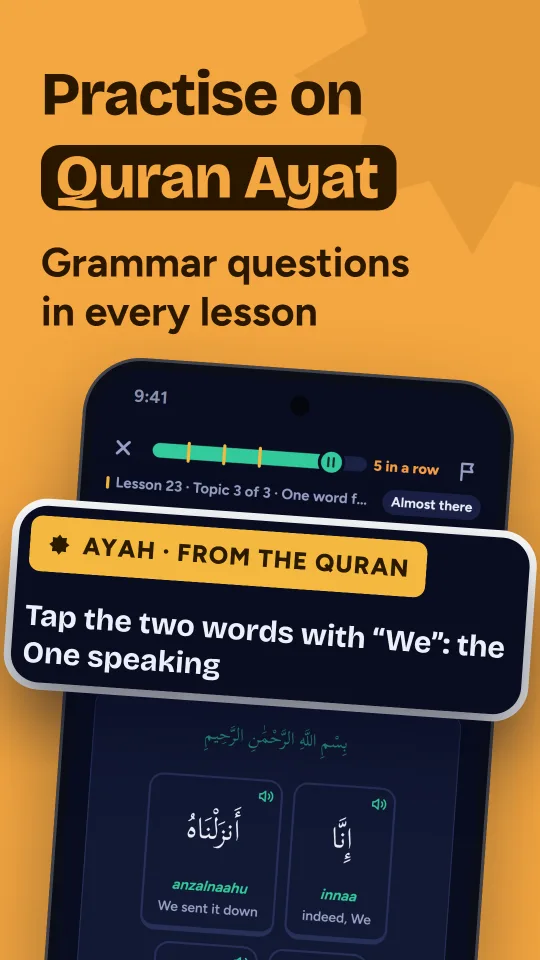 Practise on
Quran Ayat
Grammar questions
in every lesson
9:41
5 in a row
Lesson 23 · Topic 3 of 3 · One word f...
Almost there
AYAH · FROM THE QURAN
Tap the two words with “We”: the
One speaking
بِسْمِ اللَّهِ الرَّحْمَٰنِ الرَّحِيمِ
إِنَّا
innaa
indeed, We
أَنزَلْنَاهُ
anzalnaahu
We sent it down